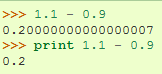 >>> 1.1 - 0.9
0.20000000000000007
>>> print 1.1 - 0.9
0.2